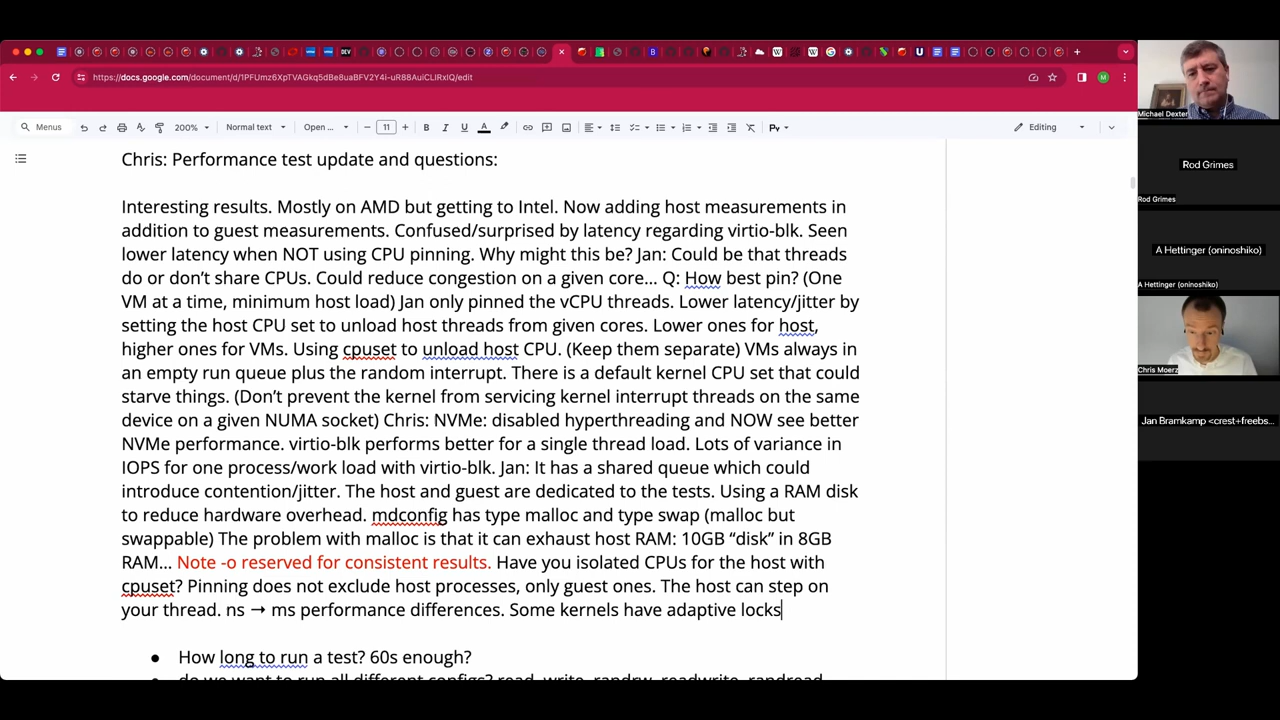 DEV
B
W
W
G
U
https://docs.google.com/document/d/1PFUmz6XpTVAGkq5dBe8uaBFV2Y4i-uR88AuiCLIRxIQ/edit
M
Menus
200%
Normal text
Open ...
11
B
I
U
A
Editing
Chris: Performance test update and questions:
Interesting results. Mostly on AMD but getting to Intel. Now adding host measurements in
addition to guest measurements. Confused/surprised by latency regarding virtio-blk. Seen
lower latency when NOT using CPU pinning. Why might this be? Jan: Could be that threads
do or don’t share CPUs. Could reduce congestion on a given core... Q: How best pin? (One
VM at a time, minimum host load) Jan only pinned the vCPU threads. Lower latency/jitter by
setting the host CPU set to unload host threads from given cores. Lower ones for host,
higher ones for VMs. Using cpuset to unload host CPU. (Keep them separate) VMs always in
an empty run queue plus the random interrupt. There is a default kernel CPU set that could
starve things. (Don’t prevent the kernel from servicing kernel interrupt threads on the same
device on a given NUMA socket) Chris: NVMe: disabled hyperthreading and NOW see better
NVMe performance. virtio-blk performs better for a single thread load. Lots of variance in
IOPS for one process/work load with virtio-blk. Jan: It has a shared queue which could
introduce contention/jitter. The host and guest are dedicated to the tests. Using a RAM disk
to reduce hardware overhead. mdconfig has type malloc and type swap (malloc but
swappable) The problem with malloc is that it can exhaust host RAM: 10GB “disk” in 8GB
RAM... Note -o reserved for consistent results. Have you isolated CPUs for the host with
cpuset? Pinning does not exclude host processes, only guest ones. The host can step on
your thread. ns → ms performance differences. Some kernels have adaptive locks
● How long to run a test? 60s enough?
● do we want to run all different configs? read, write, randrw, readwrite, randread
Michael Dexter
Rod Grimes
Rod Grimes
A Hettinger (oninoshiko)
A Hettinger (oninoshiko)
Chris Moerz
Jan Bramkamp <crest+freebs...